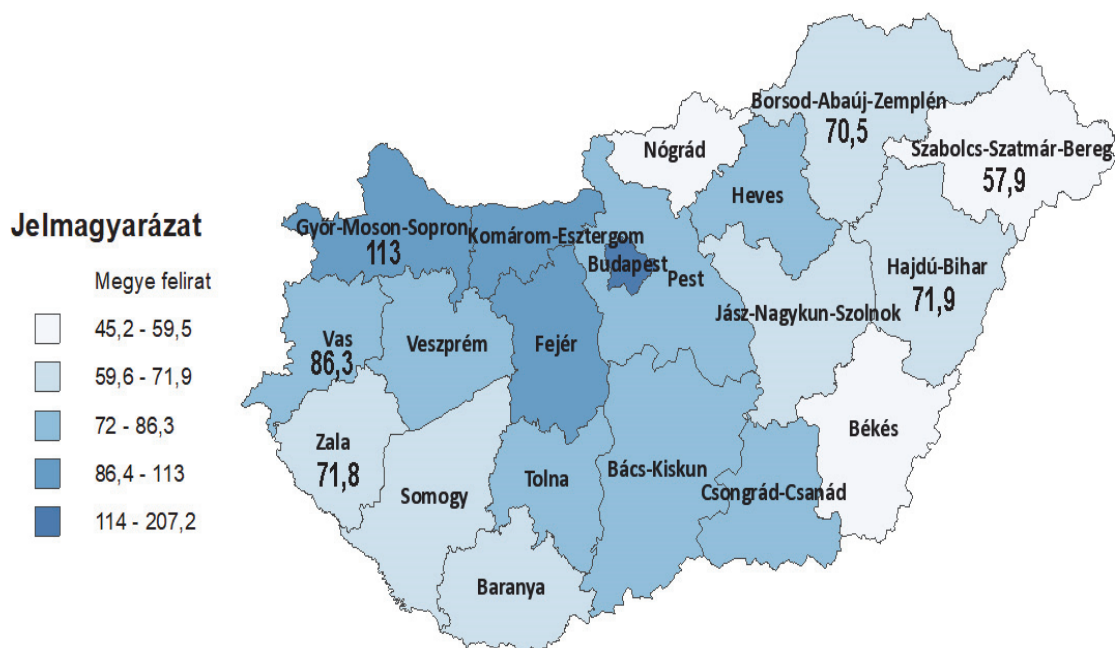 Jelmagyarázat
Megye felirat
45,2 - 59,5
59,6 - 71,9
72 - 86,3
86,4 - 113
114 - 207,2
Borsod-Abaúj-Zemplén
70,5
Nógrád
Szabolcs-Szatmár-Bereg
57,9
Heves
Győr-Moson-Sopron
113
Komárom-Esztergom
Budapest
Pest
Hajdú-Bihar
71,9
Jász-Nagykun-Szolnok
Vas
86,3
Veszprém
Fejér
Békés
Zala
71,8
Somogy
Tolna
Bács-Kiskun
Csongrád-Csanád
Baranya